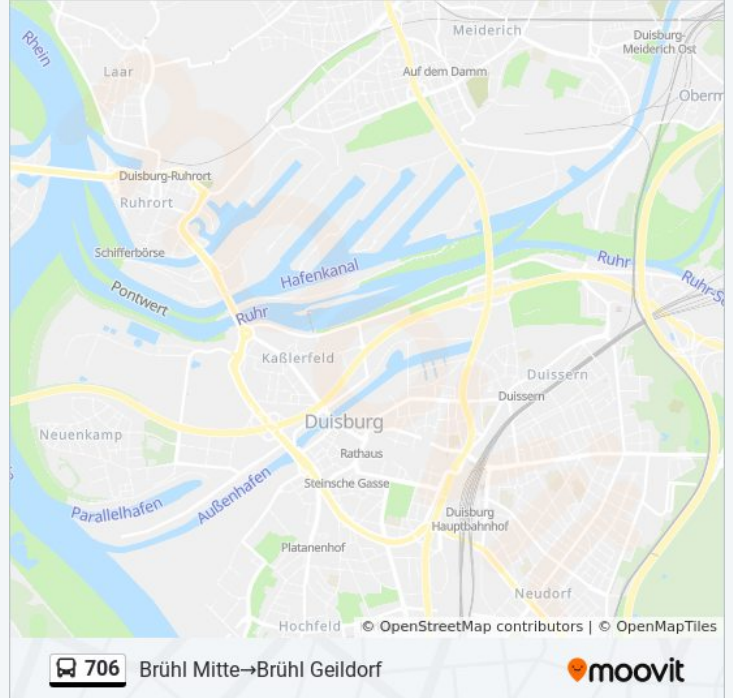 Meiderich
Duisburg-
Meiderich Ost
Rhein
Laar
Auf dem Damm
Oberm
Duisburg-Ruhrort
Ruhrort
Schifferbörse
Hafenkanal
Ruhr
Ruhr-S
Pontwert
Ruhr
Kaßlerfeld
Duissern
Duissern
Duisburg
Neuenkamp
Rathaus
Steinsche Gasse
Außenhafen
Parallelhafen
Duisburg
Hauptbahnhof
Platanenhof
Neudorf
Hochfeld
© OpenStreetMap contributors | © OpenMapTiles
706 Brühl Mitte→Brühl Geildorf
moovit